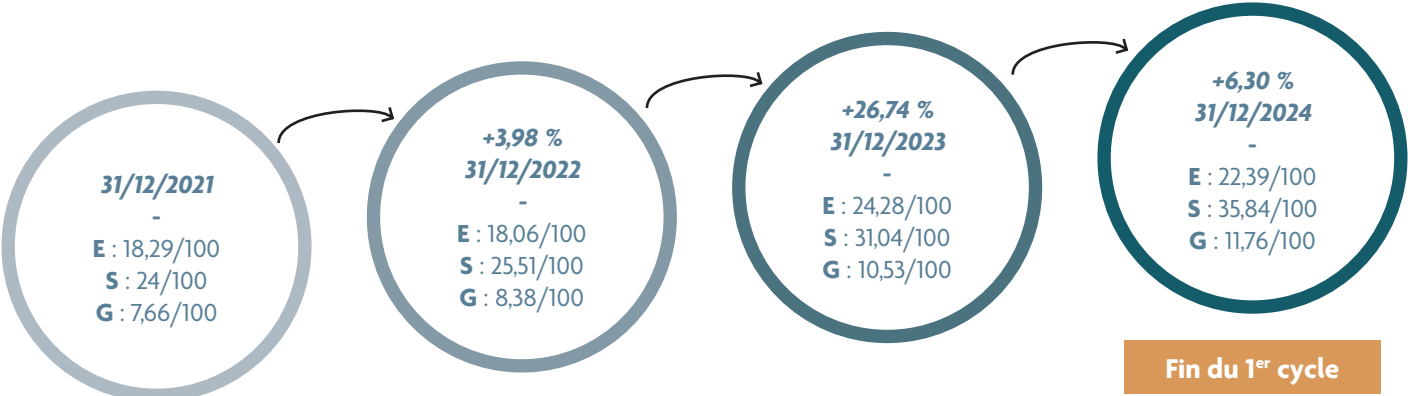 31/12/2021
-
E : 18,29/100
S : 24/100
G : 7,66/100
+3,98 %
31/12/2022
-
E : 18,06/100
S : 25,51/100
G : 8,38/100
+26,74 %
31/12/2023
-
E : 24,28/100
S : 31,04/100
G : 10,53/100
+6,30 %
31/12/2024
-
E : 22,39/100
S : 35,84/100
G : 11,76/100
Fin du 1er cycle